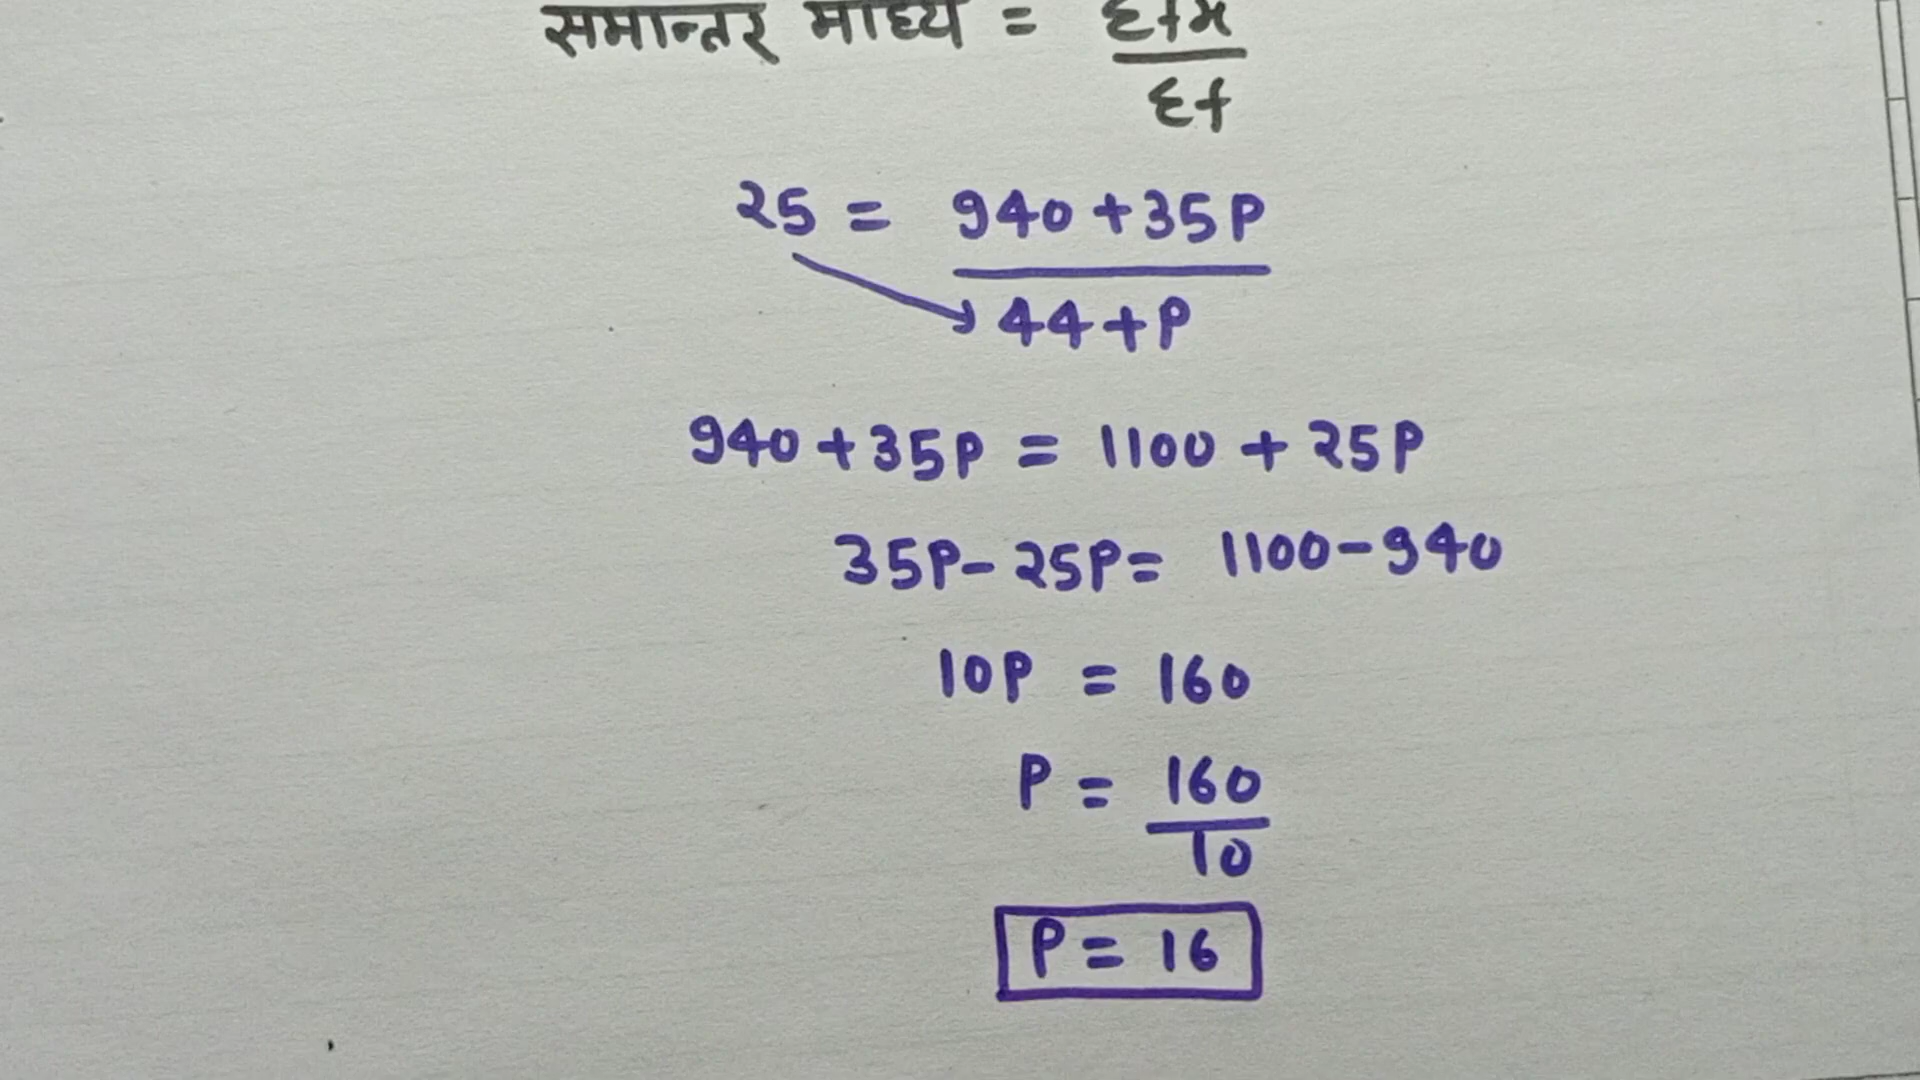 समान्तर माध्य = Σfx
Σf
25 = 940 + 35P
44 + P
940 + 35P = 1100 + 25P
35P - 25P = 1100 - 940
10P = 160
P = 160
10
P = 16